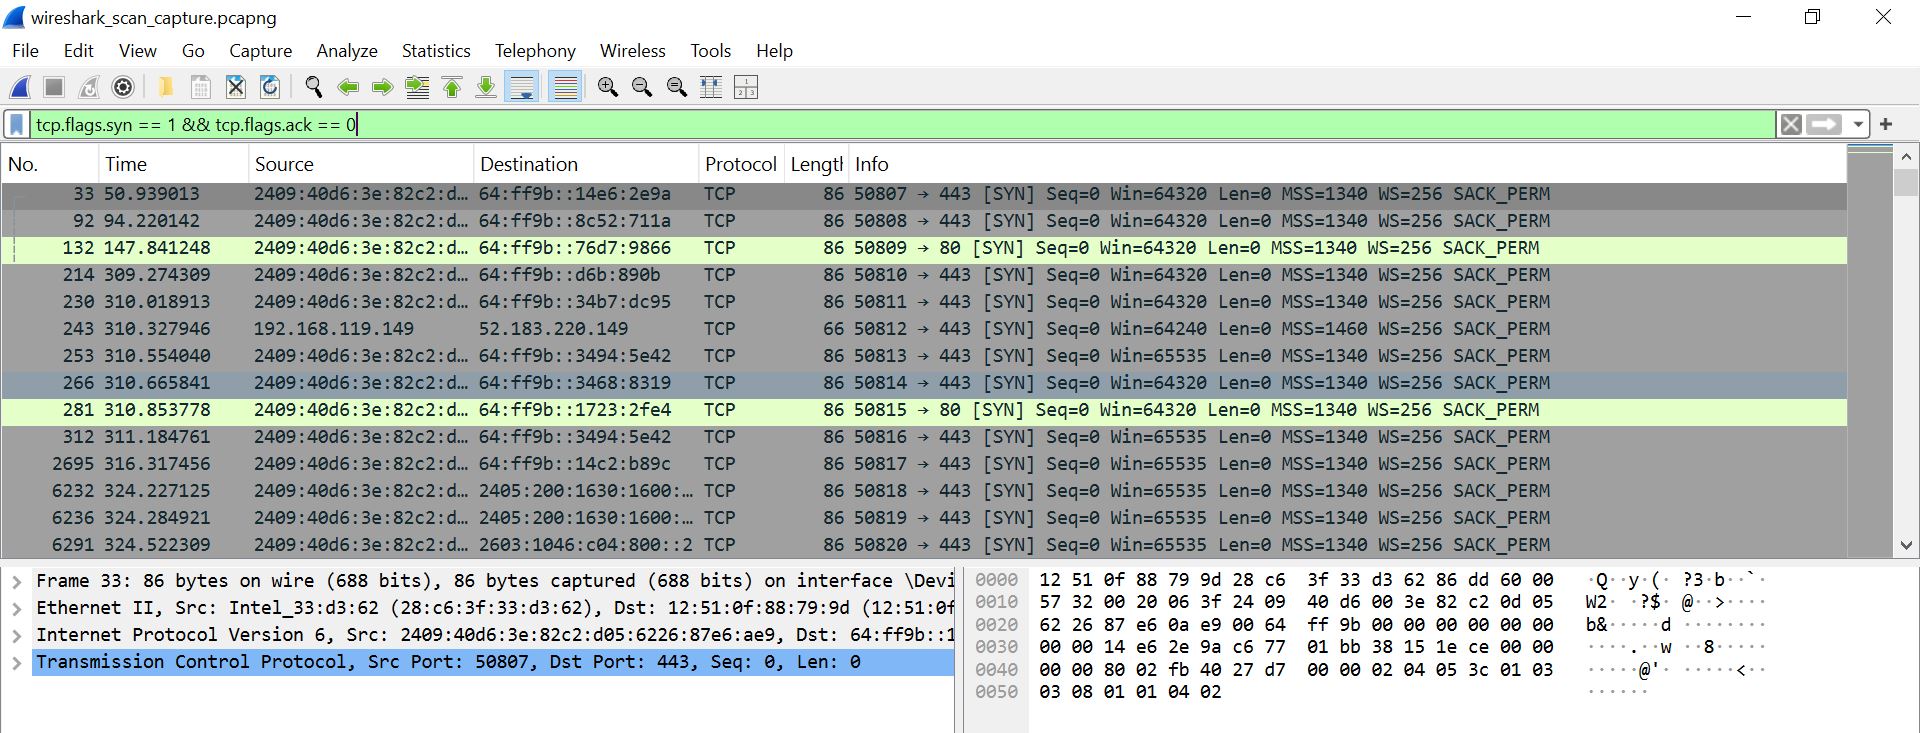 wireshark_scan_capture.pcapng
File Edit View Go Capture Analyze Statistics Telephony Wireless Tools Help
tcp.flags.syn == 1 && tcp.flags.ack == 0
No. Time Source Destination Protocol Length Info
33 50.939013 2409:40d6:3e:82c2:d… 64:ff9b::14e6:2e9a TCP 86 50807 → 443 [SYN] Seq=0 Win=64320 Len=0 MSS=1340 WS=256 SACK_PERM
92 94.220142 2409:40d6:3e:82c2:d… 64:ff9b::8c52:711a TCP 86 50808 → 443 [SYN] Seq=0 Win=64320 Len=0 MSS=1340 WS=256 SACK_PERM
132 147.841248 2409:40d6:3e:82c2:d… 64:ff9b::76d7:9866 TCP 86 50809 → 80 [SYN] Seq=0 Win=64320 Len=0 MSS=1340 WS=256 SACK_PERM
214 309.274309 2409:40d6:3e:82c2:d… 64:ff9b::d6b:890b TCP 86 50810 → 443 [SYN] Seq=0 Win=64320 Len=0 MSS=1340 WS=256 SACK_PERM
230 310.018913 2409:40d6:3e:82c2:d… 64:ff9b::34b7:dc95 TCP 86 50811 → 443 [SYN] Seq=0 Win=64320 Len=0 MSS=1340 WS=256 SACK_PERM
243 310.327946 192.168.119.149 52.183.220.149 TCP 66 50812 → 443 [SYN] Seq=0 Win=64240 Len=0 MSS=1460 WS=256 SACK_PERM
253 310.554040 2409:40d6:3e:82c2:d… 64:ff9b::3494:5e42 TCP 86 50813 → 443 [SYN] Seq=0 Win=65535 Len=0 MSS=1340 WS=256 SACK_PERM
266 310.665841 2409:40d6:3e:82c2:d… 64:ff9b::3468:8319 TCP 86 50814 → 443 [SYN] Seq=0 Win=64320 Len=0 MSS=1340 WS=256 SACK_PERM
281 310.853778 2409:40d6:3e:82c2:d… 64:ff9b::1723:2fe4 TCP 86 50815 → 80 [SYN] Seq=0 Win=64320 Len=0 MSS=1340 WS=256 SACK_PERM
312 311.184761 2409:40d6:3e:82c2:d… 64:ff9b::3494:5e42 TCP 86 50816 → 443 [SYN] Seq=0 Win=65535 Len=0 MSS=1340 WS=256 SACK_PERM
2695 316.317456 2409:40d6:3e:82c2:d… 64:ff9b::14c2:b89c TCP 86 50817 → 443 [SYN] Seq=0 Win=65535 Len=0 MSS=1340 WS=256 SACK_PERM
6232 324.227125 2409:40d6:3e:82c2:d… 2405:200:1630:1600:… TCP 86 50818 → 443 [SYN] Seq=0 Win=65535 Len=0 MSS=1340 WS=256 SACK_PERM
6236 324.284921 2409:40d6:3e:82c2:d… 2405:200:1630:1600:… TCP 86 50819 → 443 [SYN] Seq=0 Win=65535 Len=0 MSS=1340 WS=256 SACK_PERM
6291 324.522309 2409:40d6:3e:82c2:d… 2603:1046:c04:800::2 TCP 86 50820 → 443 [SYN] Seq=0 Win=65535 Len=0 MSS=1340 WS=256 SACK_PERM
Frame 33: 86 bytes on wire (688 bits), 86 bytes captured (688 bits) on interface \Devi
Ethernet II, Src: Intel_33:d3:62 (28:c6:3f:33:d3:62), Dst: 12:51:0f:88:79:9d (12:51:0f
Internet Protocol Version 6, Src: 2409:40d6:3e:82c2:d05:6226:87e6:ae9, Dst: 64:ff9b::1
Transmission Control Protocol, Src Port: 50807, Dst Port: 443, Seq: 0, Len: 0
0000 12 51 0f 88 79 9d 28 c6 3f 33 d3 62 86 dd 60 00 ·Q··y·(· ?3·b··`·
0010 57 32 00 20 06 3f 24 09 40 d6 00 3e 82 c2 0d 05 W2· ·?$· @··>····
0020 62 26 87 e6 0a e9 00 64 ff 9b 00 00 00 00 00 00 b&·····d ········
0030 00 00 14 e6 2e 9a c6 77 01 bb 38 15 1e ce 00 00 ····.··w ··8·····
0040 00 00 80 02 fb 40 27 d7 00 00 02 04 05 3c 01 03 ·····@'· ·····<··
0050 03 08 01 01 04 02 ······